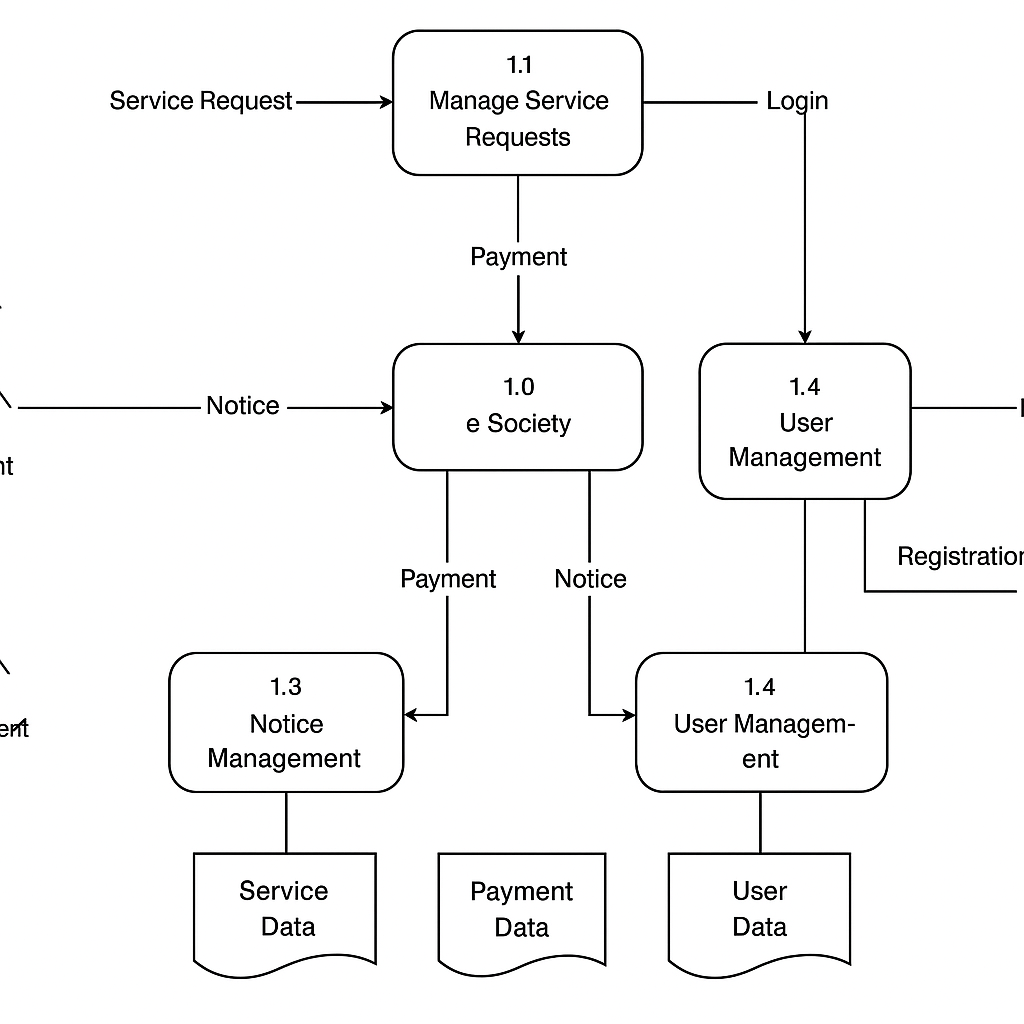 1.1
Service Request
Manage Service
Requests
Login
Payment
1.0
e Society
Notice
1.4
User
Management
nt
Registration
Payment
Notice
1.3
Notice
Management
1.4
User Managem-
ent
ent
Service
Data
Payment
Data
User
Data